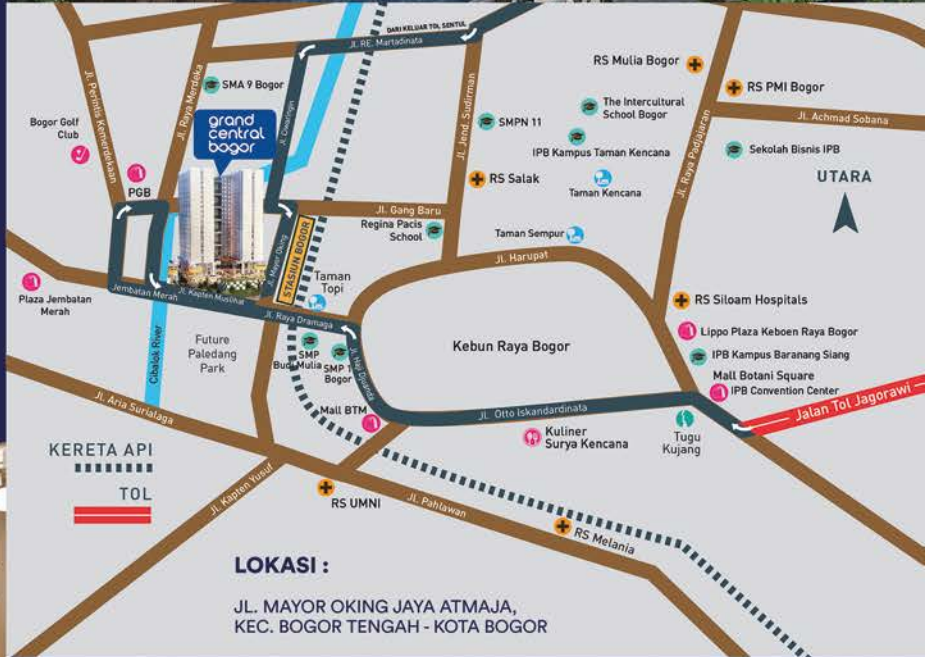 DARI KELUAR TOL SENTUL
Jl. RE. Martadinata
Jl. Perintis Kemerdekaan
Jl. Raya Merdeka
SMA 9 Bogor
Jl. Ciwaringin
Jl. Jend. Sudirman
RS Mulia Bogor
RS PMI Bogor
The Intercultural
School Bogor
SMPN 11
Jl. Achmad Sobana
Bogor Golf
Club
grand
central
bogor
IPB Kampus Taman Kencana
Jl. Raya Padjajaran
Sekolah Bisnis IPB
RS Salak
Taman Kencana
UTARA
PGB
Jl. Gang Baru
Regina Pacis
School
Taman Sempur
Jl. Harupat
Jl. Mayor Oking
STASIUN BOGOR
Taman
Topi
Plaza Jembatan
Merah
Jembatan Merah
Jl. Kapten Muslihat
Jl. Raya Dramaga
RS Siloam Hospitals
Lippo Plaza Keboen Raya Bogor
IPB Kampus Baranang Siang
Mall Botani Square
IPB Convention Center
Cibalok River
Future
Paledang
Park
SMP
Budi Mulia
SMP 1
Bogor
Jl. Haji Djuanda
Kebun Raya Bogor
Jl. Aria Surialaga
Mall BTM
Jl. Otto Iskandardinata
Jalan Tol Jagorawi
Kuliner
Surya Kencana
Tugu
Kujang
KERETA API
TOL
Jl. Kapten Yusuf
RS UMNI
Jl. Pahlawan
RS Melania
LOKASI :
JL. MAYOR OKING JAYA ATMAJA,
KEC. BOGOR TENGAH - KOTA BOGOR